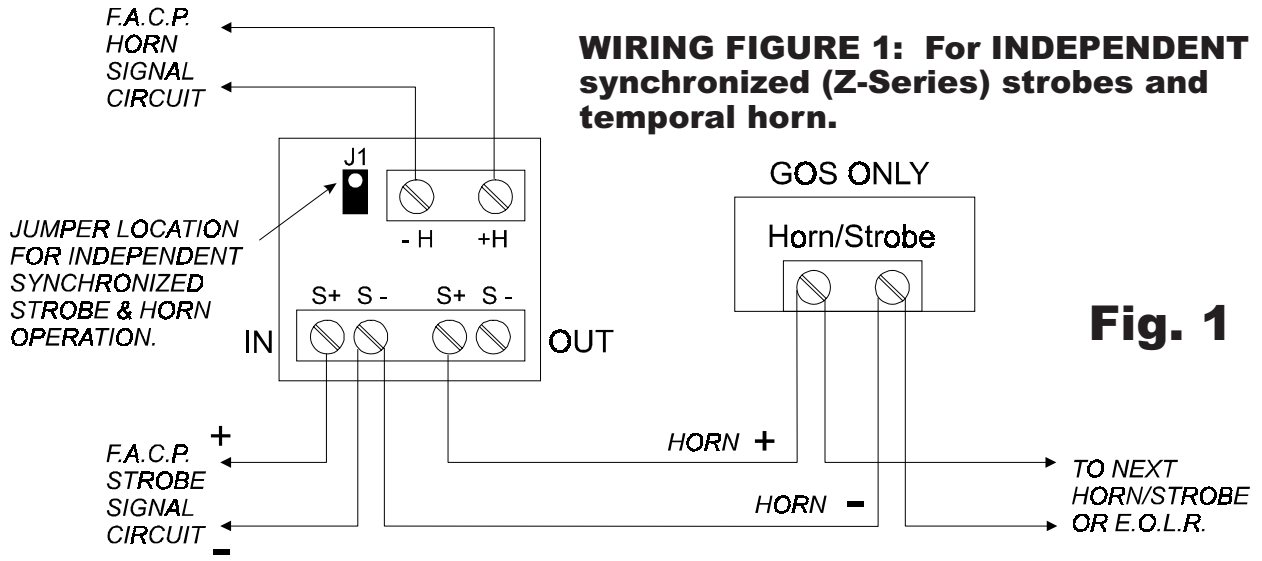 F.A.C.P.
HORN
SIGNAL
CIRCUIT
WIRING FIGURE 1: For INDEPENDENT
synchronized (Z-Series) strobes and
temporal horn.
J1
- H
+H
JUMPER LOCATION
FOR INDEPENDENT
SYNCHRONIZED
STROBE & HORN
OPERATION.
S+ S - S+ S -
IN
OUT
GOS ONLY
Horn/Strobe
Fig. 1
+
F.A.C.P.
STROBE
SIGNAL
CIRCUIT
-
HORN +
HORN -
TO NEXT
HORN/STROBE
OR E.O.L.R.